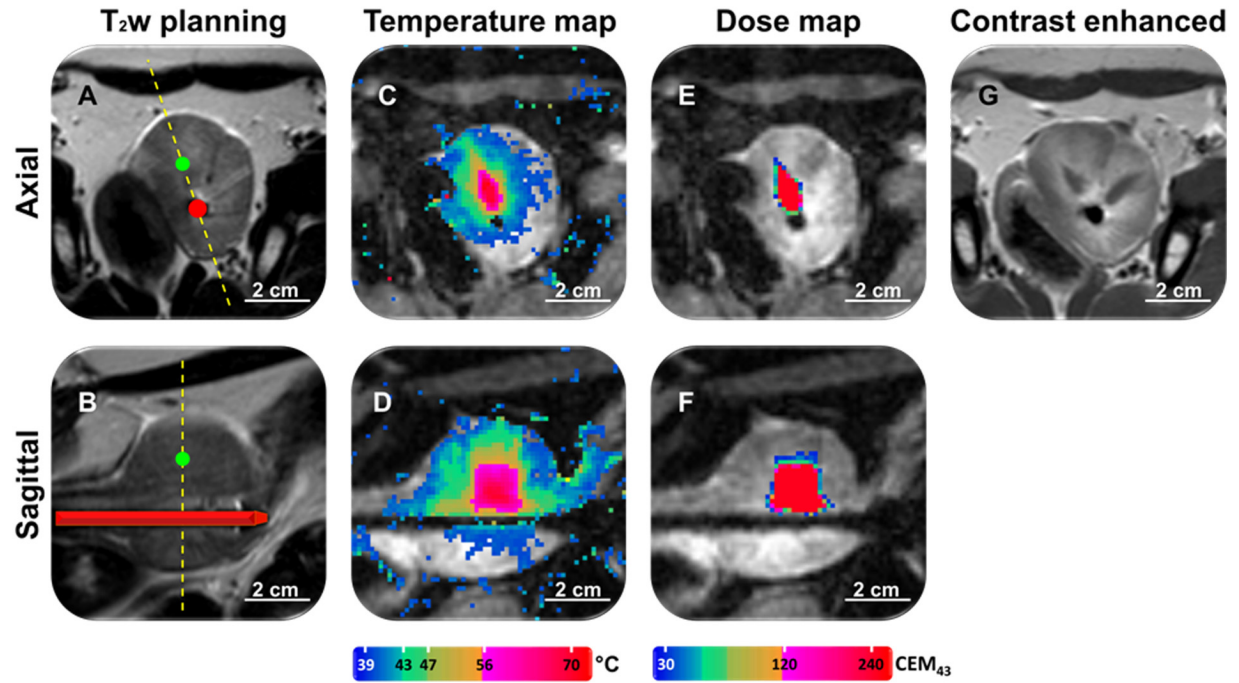 T₂w planning Temperature map Dose map Contrast enhanced
Axial
A C E G
2 cm 2 cm 2 cm 2 cm
Sagittal
B D F
2 cm 2 cm 2 cm
39 43 47 56 70 °C 30 120 240 CEM₄₃